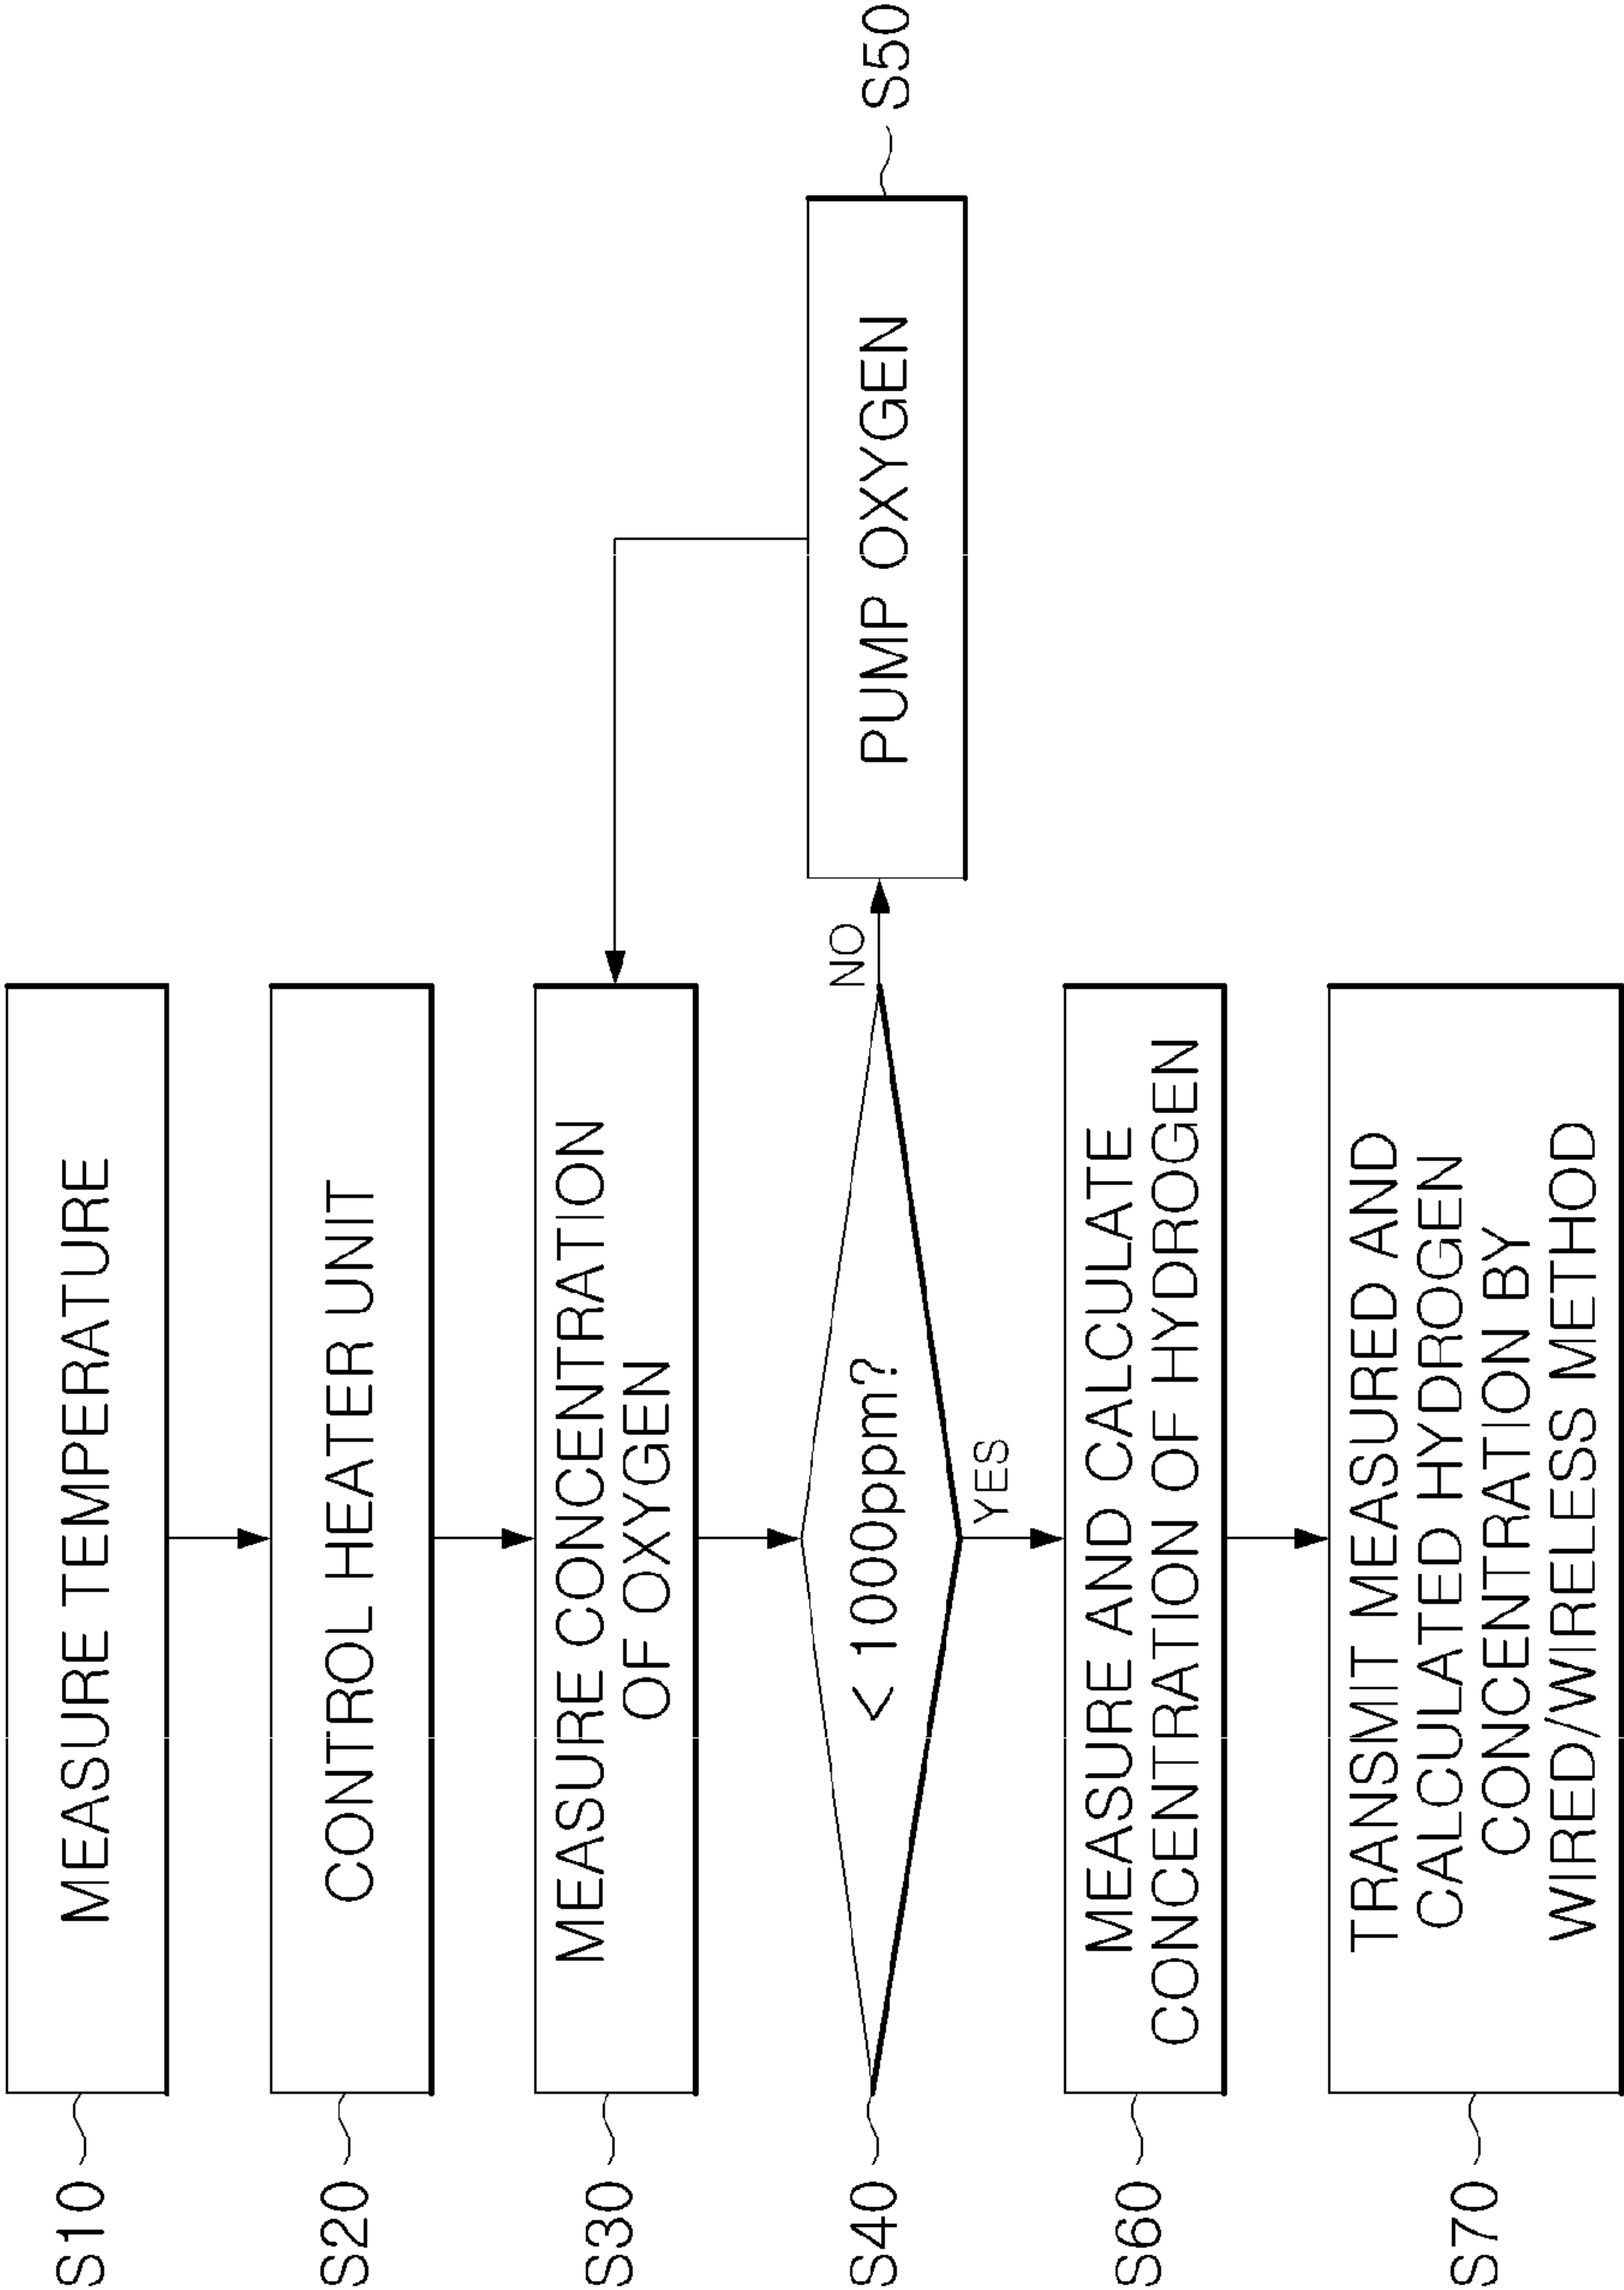 S10
MEASURE TEMPERATURE
S20
CONTROL HEATER UNIT
S30
MEASURE CONCENTRATION
OF OXYGEN
S40
< 1000ppm?
NO
PUMP OXYGEN
S50
YES
S60
MEASURE AND CALCULATE
CONCENTRATION OF HYDROGEN
S70
TRANSMIT MEASURED AND
CALCULATED HYDROGEN
CONCENTRATION BY
WIRED/WIRELESS METHOD